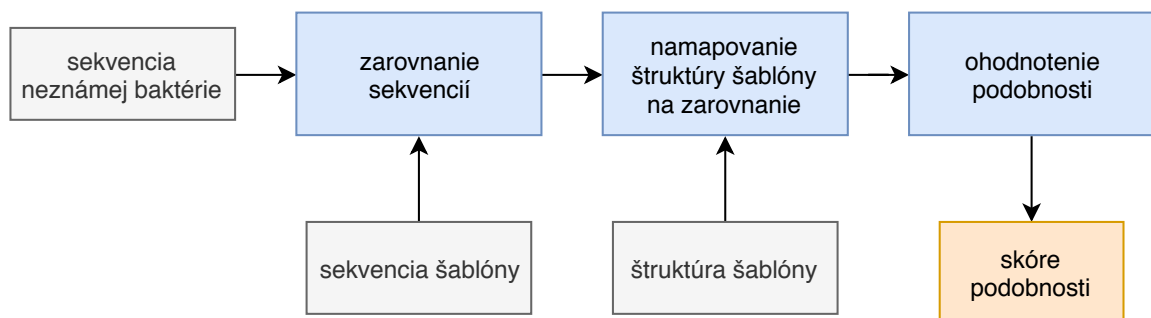 sekvencia
neznámej baktérie
zarovnanie
sekvencií
namapovanie
štruktúry šablóny
na zarovnanie
ohodnotenie
podobnosti
sekvencia šablóny
štruktúra šablóny
skóre
podobnosti